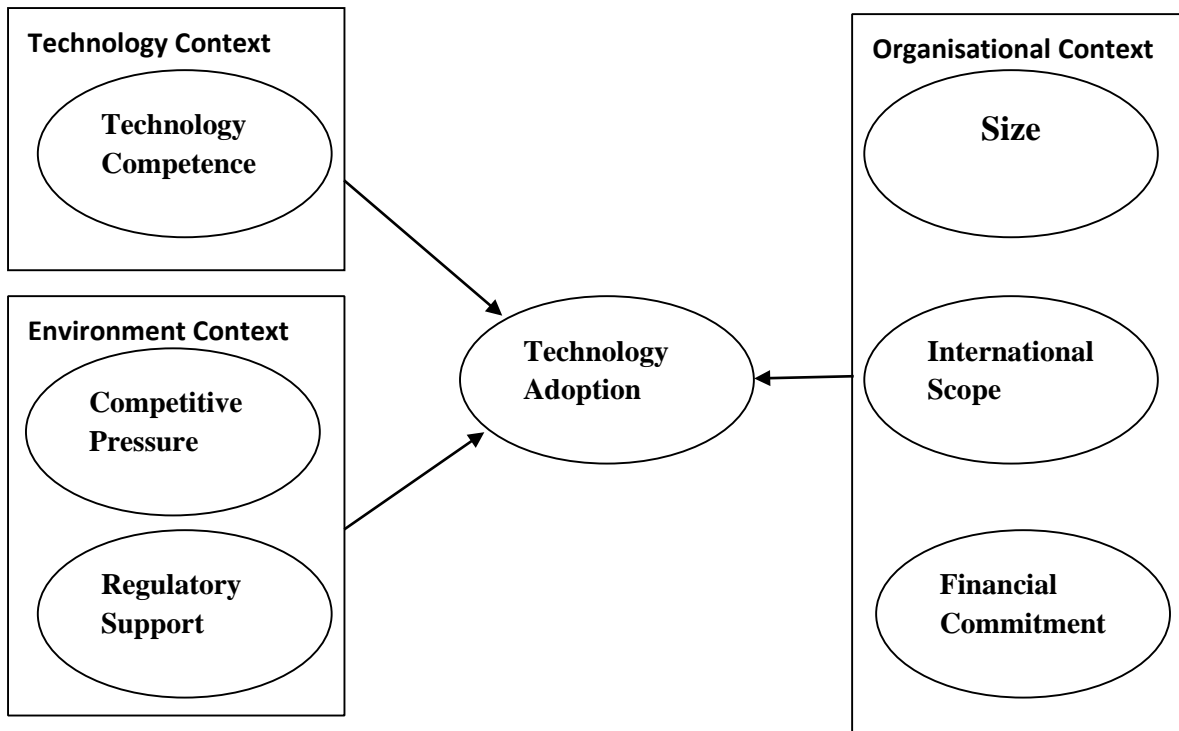 Technology Context
Technology
Competence
Environment Context
Competitive
Pressure
Regulatory
Support
Technology
Adoption
Organisational Context
Size
International
Scope
Financial
Commitment